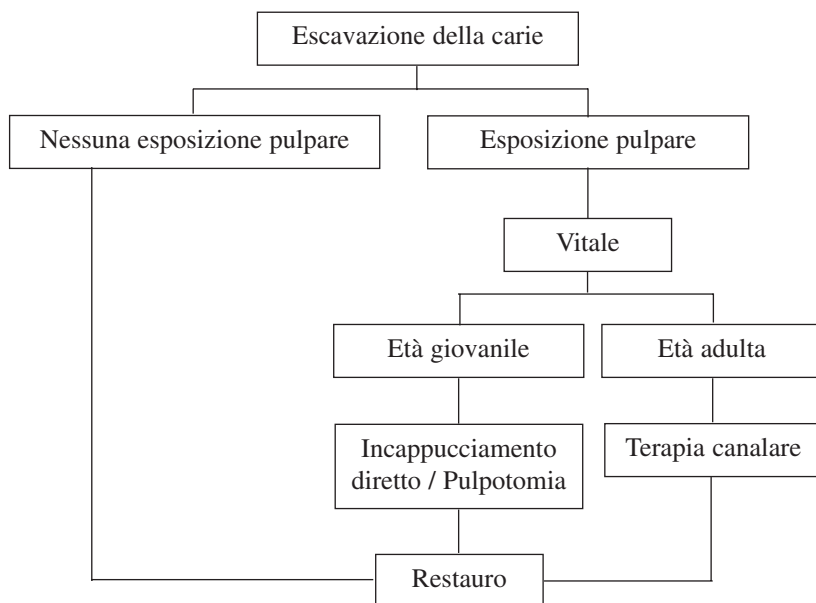 Escavazione della carie
Nessuna esposizione pulpare
Esposizione pulpare
Vitale
Età giovanile
Età adulta
Incappucciamento
diretto / Pulpotomia
Terapia canalare
Restauro